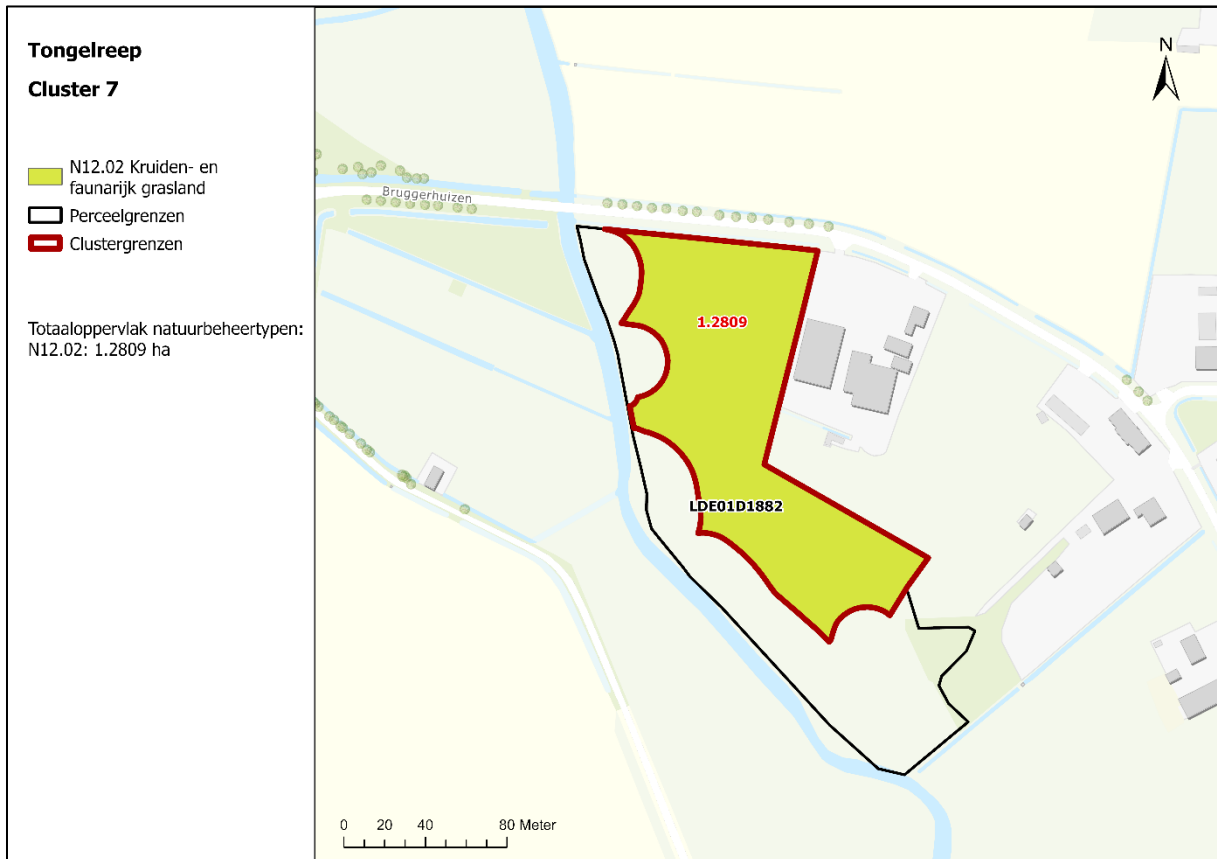 Tongelreep
Cluster 7
N12.02 Kruiden- en
faunarijk grasland
Perceelgrenzen
Clustergrenzen
Totaaloppervlak natuurbeheertypen:
N12.02: 1.2809 ha
N
Bruggerhuizen
1.2809
LDE01D1882
0 20 40 80 Meter